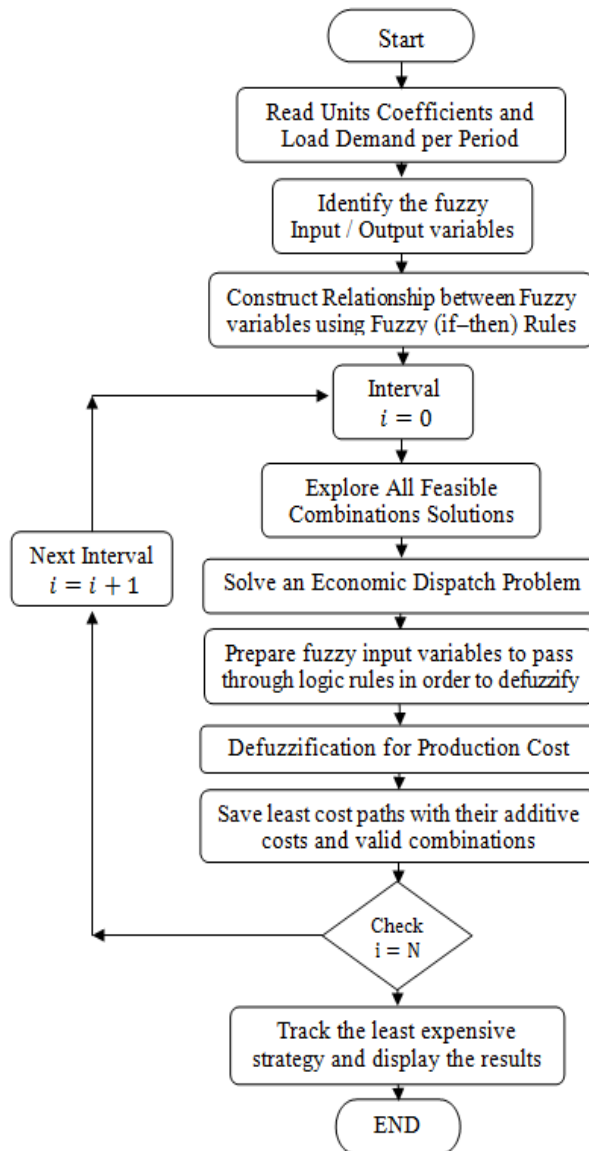 Start
Read Units Coefficients and
Load Demand per Period
Identify the fuzzy
Input / Output variables
Construct Relationship between Fuzzy
variables using Fuzzy (if–then) Rules
Interval
i = 0
Explore All Feasible
Combinations Solutions
Next Interval
i = i + 1
Solve an Economic Dispatch Problem
Prepare fuzzy input variables to pass
through logic rules in order to defuzzify
Defuzzification for Production Cost
Save least cost paths with their additive
costs and valid combinations
Check
i = N
Track the least expensive
strategy and display the results
END